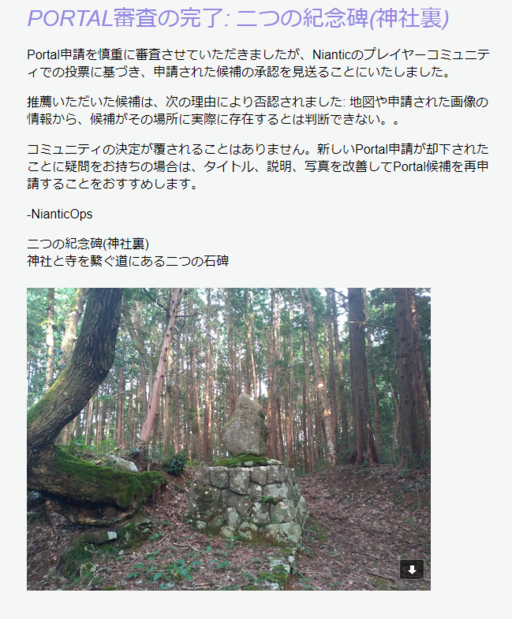 PORTAL審査の完了: 二つの紀念碑(神社裏)
Portal申請を慎重に審査させていただきましたが、Nianticのプレイヤーコミュニテ
ィでの投票に基づき、申請された候補の承認を見送ることにいたしました。
推薦いただいた候補は、次の理由により否認されました: 地図や申請された画像の
情報から、候補がその場所に実際に存在するとは判断できない。。
コミュニティの決定が覆されることはありません。新しいPortal申請が却下された
ことに疑問をお持ちの場合は、タイトル、説明、写真を改善してPortal候補を再申
請することをおすすめします。
-NianticOps
二つの紀念碑(神社裏)
神社と寺を繋ぐ道にある二つの石碑